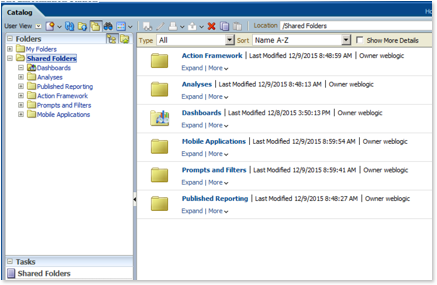 Catalog
User View
Location /Shared Folders
Folders
My Folders
Shared Folders
Dashboards
Analyses
Published Reporting
Action Framework
Prompts and Filters
Mobile Applications
Tasks
Shared Folders
Type All Sort Name A-Z Show More Details
Action Framework | Last Modified 12/9/2015 8:48:59 AM | Owner weblogic
Expand | More
Analyses | Last Modified 12/9/2015 8:48:13 AM | Owner weblogic
Expand | More
Dashboards | Last Modified 12/8/2015 3:50:13 PM | Owner weblogic
Expand | More
Mobile Applications | Last Modified 12/9/2015 8:59:54 AM | Owner weblogic
Expand | More
Prompts and Filters | Last Modified 12/9/2015 8:59:41 AM | Owner weblogic
Expand | More
Published Reporting | Last Modified 12/9/2015 8:48:27 AM | Owner weblogic
Expand | More